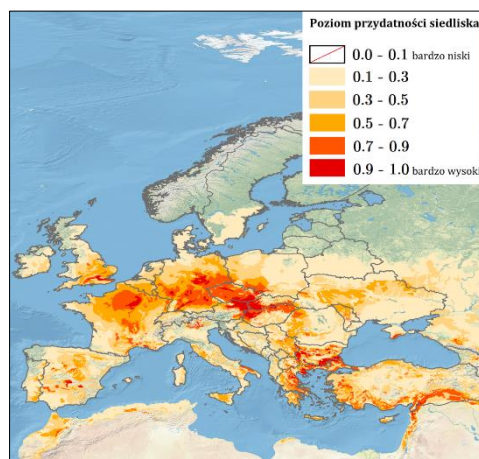 Poziom przydatności siedliska
0.0 - 0.1 bardzo niski
0.1 - 0.3
0.3 - 0.5
0.5 - 0.7
0.7 - 0.9
0.9 - 1.0 bardzo wysoki